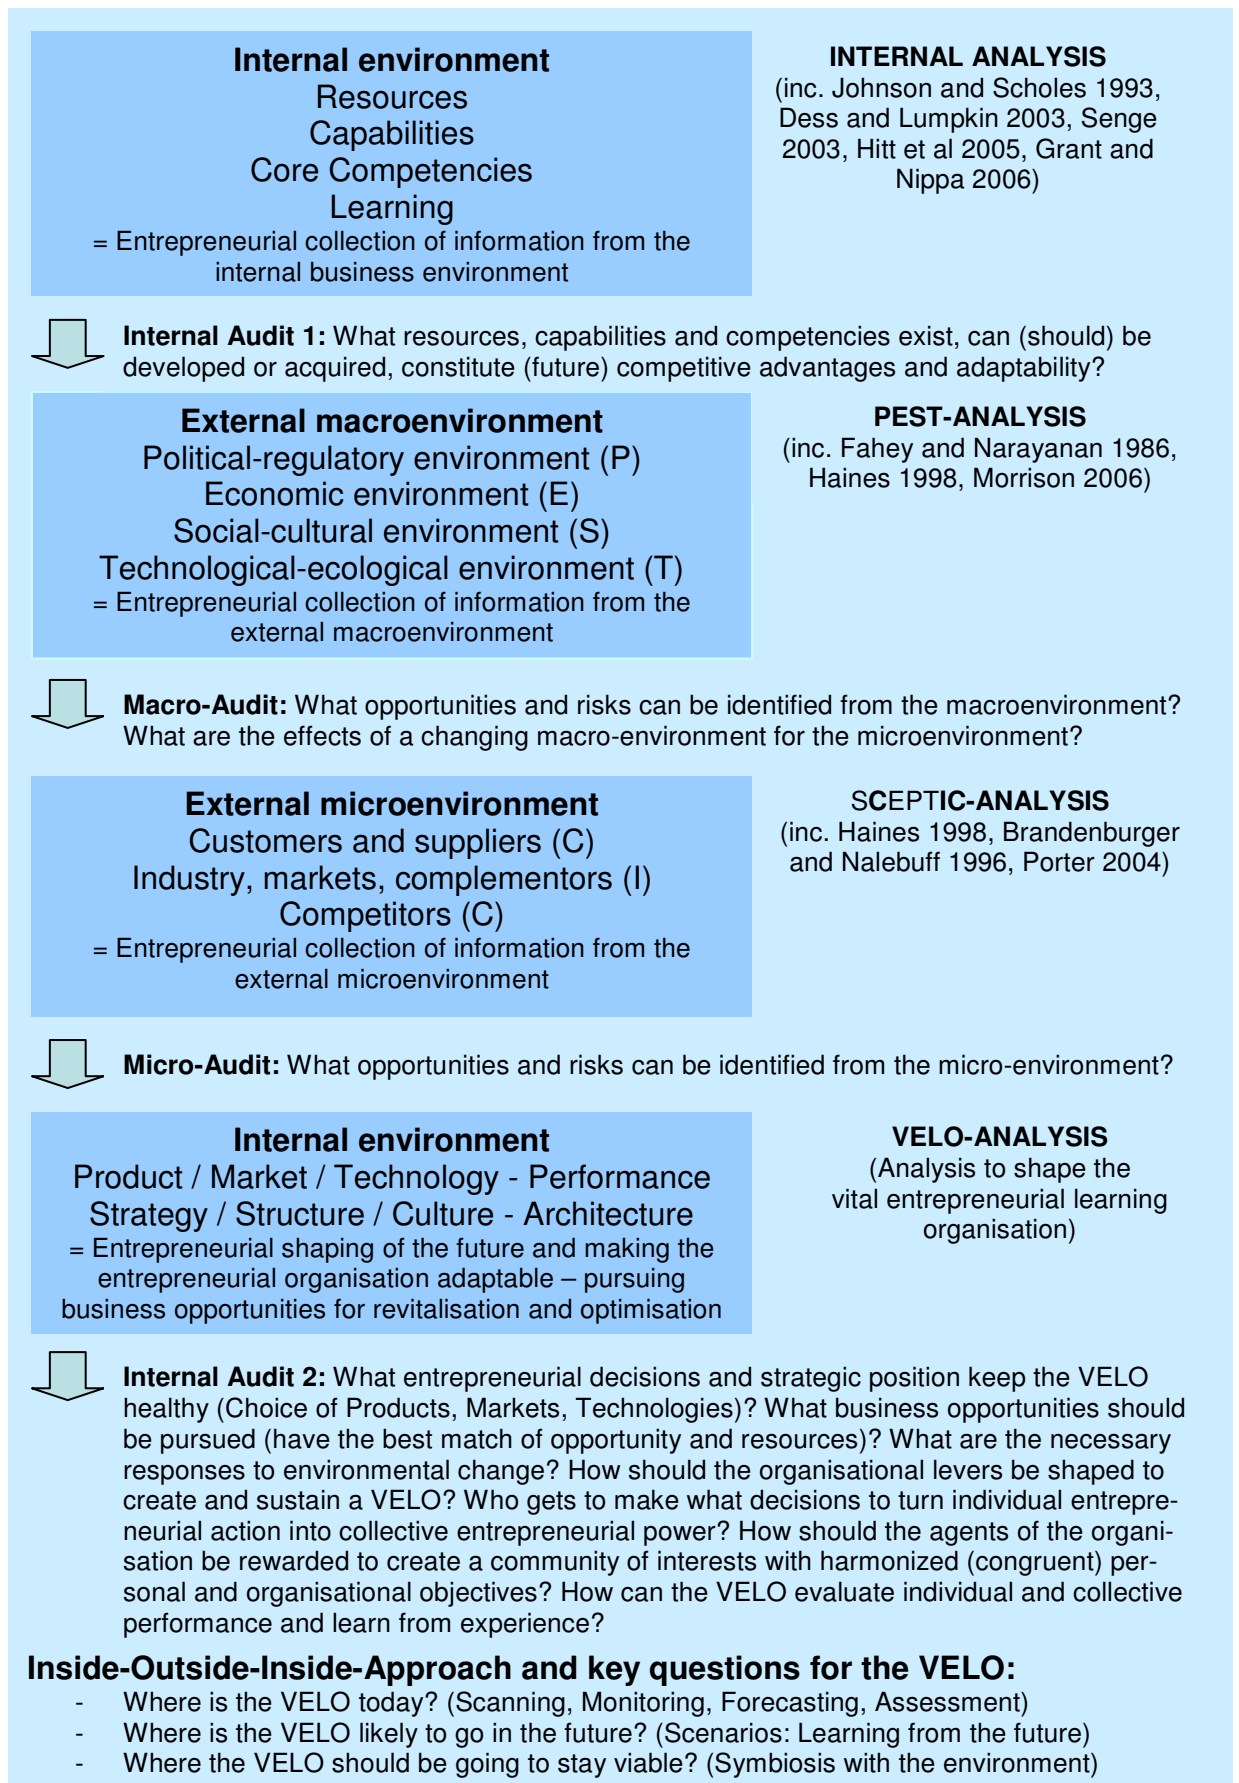 Internal environment
Resources
Capabilities
Core Competencies
Learning
= Entrepreneurial collection of information from the
internal business environment
INTERNAL ANALYSIS
(inc. Johnson and Scholes 1993,
Dess and Lumpkin 2003, Senge
2003, Hitt et al 2005, Grant and
Nippa 2006)
Internal Audit 1: What resources, capabilities and competencies exist, can (should) be
developed or acquired, constitute (future) competitive advantages and adaptability?
External macroenvironment
Political-regulatory environment (P)
Economic environment (E)
Social-cultural environment (S)
Technological-ecological environment (T)
= Entrepreneurial collection of information from the
external macroenvironment
PEST-ANALYSIS
(inc. Fahey and Narayanan 1986,
Haines 1998, Morrison 2006)
Macro-Audit: What opportunities and risks can be identified from the macroenvironment?
What are the effects of a changing macro-environment for the microenvironment?
External microenvironment
Customers and suppliers (C)
Industry, markets, complementors (I)
Competitors (C)
= Entrepreneurial collection of information from the
external microenvironment
SCEPTIC-ANALYSIS
(inc. Haines 1998, Brandenburger
and Nalebuff 1996, Porter 2004)
Micro-Audit: What opportunities and risks can be identified from the micro-environment?
Internal environment
Product / Market / Technology - Performance
Strategy / Structure / Culture - Architecture
= Entrepreneurial shaping of the future and making the
entrepreneurial organisation adaptable – pursuing
business opportunities for revitalisation and optimisation
VELO-ANALYSIS
(Analysis to shape the
vital entrepreneurial learning
organisation)
Internal Audit 2: What entrepreneurial decisions and strategic position keep the VELO
healthy (Choice of Products, Markets, Technologies)? What business opportunities should
be pursued (have the best match of opportunity and resources)? What are the necessary
responses to environmental change? How should the organisational levers be shaped to
create and sustain a VELO? Who gets to make what decisions to turn individual entrepre-
neurial action into collective entrepreneurial power? How should the agents of the organi-
sation be rewarded to create a community of interests with harmonized (congruent) per-
sonal and organisational objectives? How can the VELO evaluate individual and collective
performance and learn from experience?
Inside-Outside-Inside-Approach and key questions for the VELO:
- Where is the VELO today? (Scanning, Monitoring, Forecasting, Assessment)
- Where is the VELO likely to go in the future? (Scenarios: Learning from the future)
- Where the VELO should be going to stay viable? (Symbiosis with the environment)